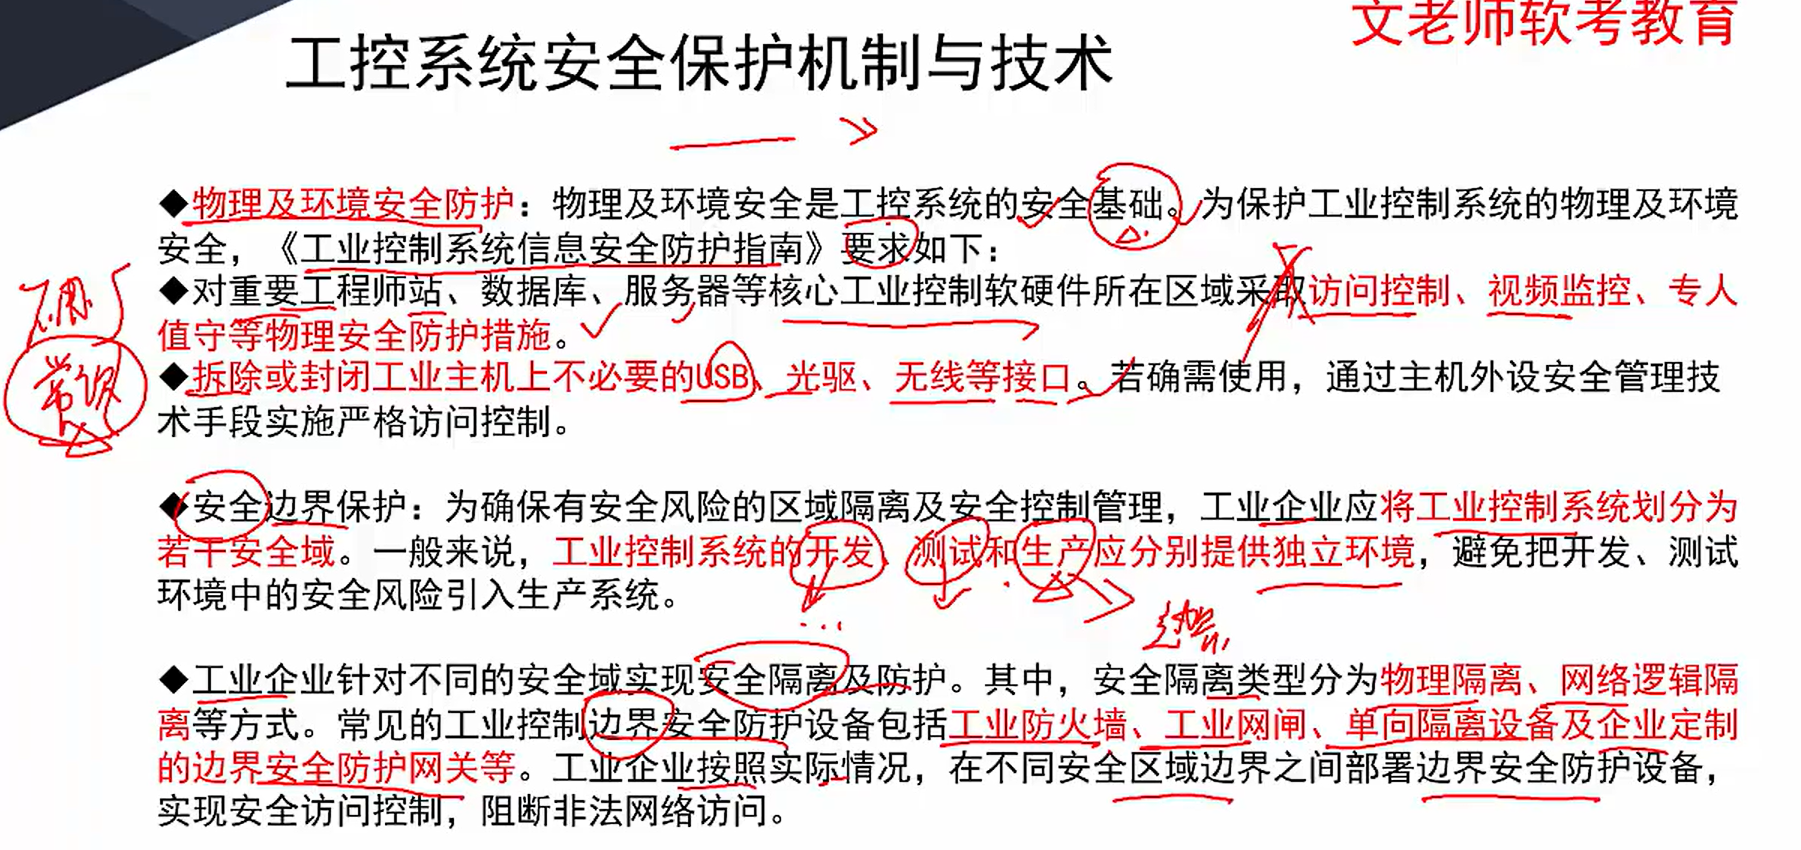 文老师软考教育
工控系统安全保护机制与技术
◆物理及环境安全防护：物理及环境安全是工控系统的安全基础。为保护工业控制系统的物理及环境
安全，《工业控制系统信息安全防护指南》要求如下：
◆对重要工程师站、数据库、服务器等核心工业控制软硬件所在区域采取访问控制、视频监控、专人
值守等物理安全防护措施。
◆拆除或封闭工业主机上不必要的USB、光驱、无线等接口。若确需使用，通过主机外设安全管理技
术手段实施严格访问控制。
常识
◆安全边界保护：为确保有安全风险的区域隔离及安全控制管理，工业企业应将工业控制系统划分为
若干安全域。一般来说，工业控制系统的开发、测试和生产应分别提供独立环境，避免把开发、测试
环境中的安全风险引入生产系统。
边界
◆工业企业针对不同的安全域实现安全隔离及防护。其中，安全隔离类型分为物理隔离、网络逻辑隔
离等方式。常见的工业控制边界安全防护设备包括工业防火墙、工业网闸、单向隔离设备及企业定制
的边界安全防护网关等。工业企业按照实际情况，在不同安全区域边界之间部署边界安全防护设备，
实现安全访问控制，阻断非法网络访问。